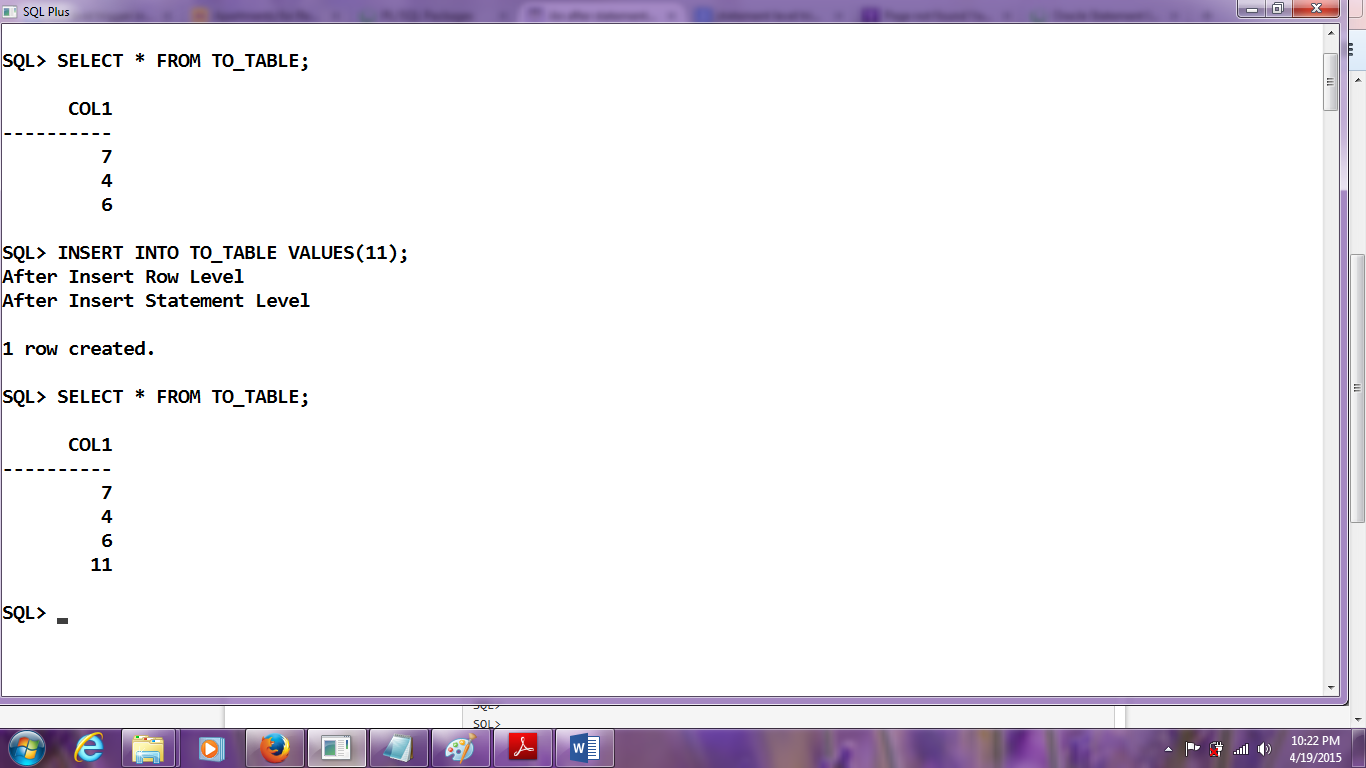 SQL Plus
SQL> SELECT * FROM TO_TABLE;
COL1
----------
7
4
6
SQL> INSERT INTO TO_TABLE VALUES(11);
After Insert Row Level
After Insert Statement Level
1 row created.
SQL> SELECT * FROM TO_TABLE;
COL1
----------
7
4
6
11
SQL>
SQL>
SQL>
10:22 PM
4/19/2015